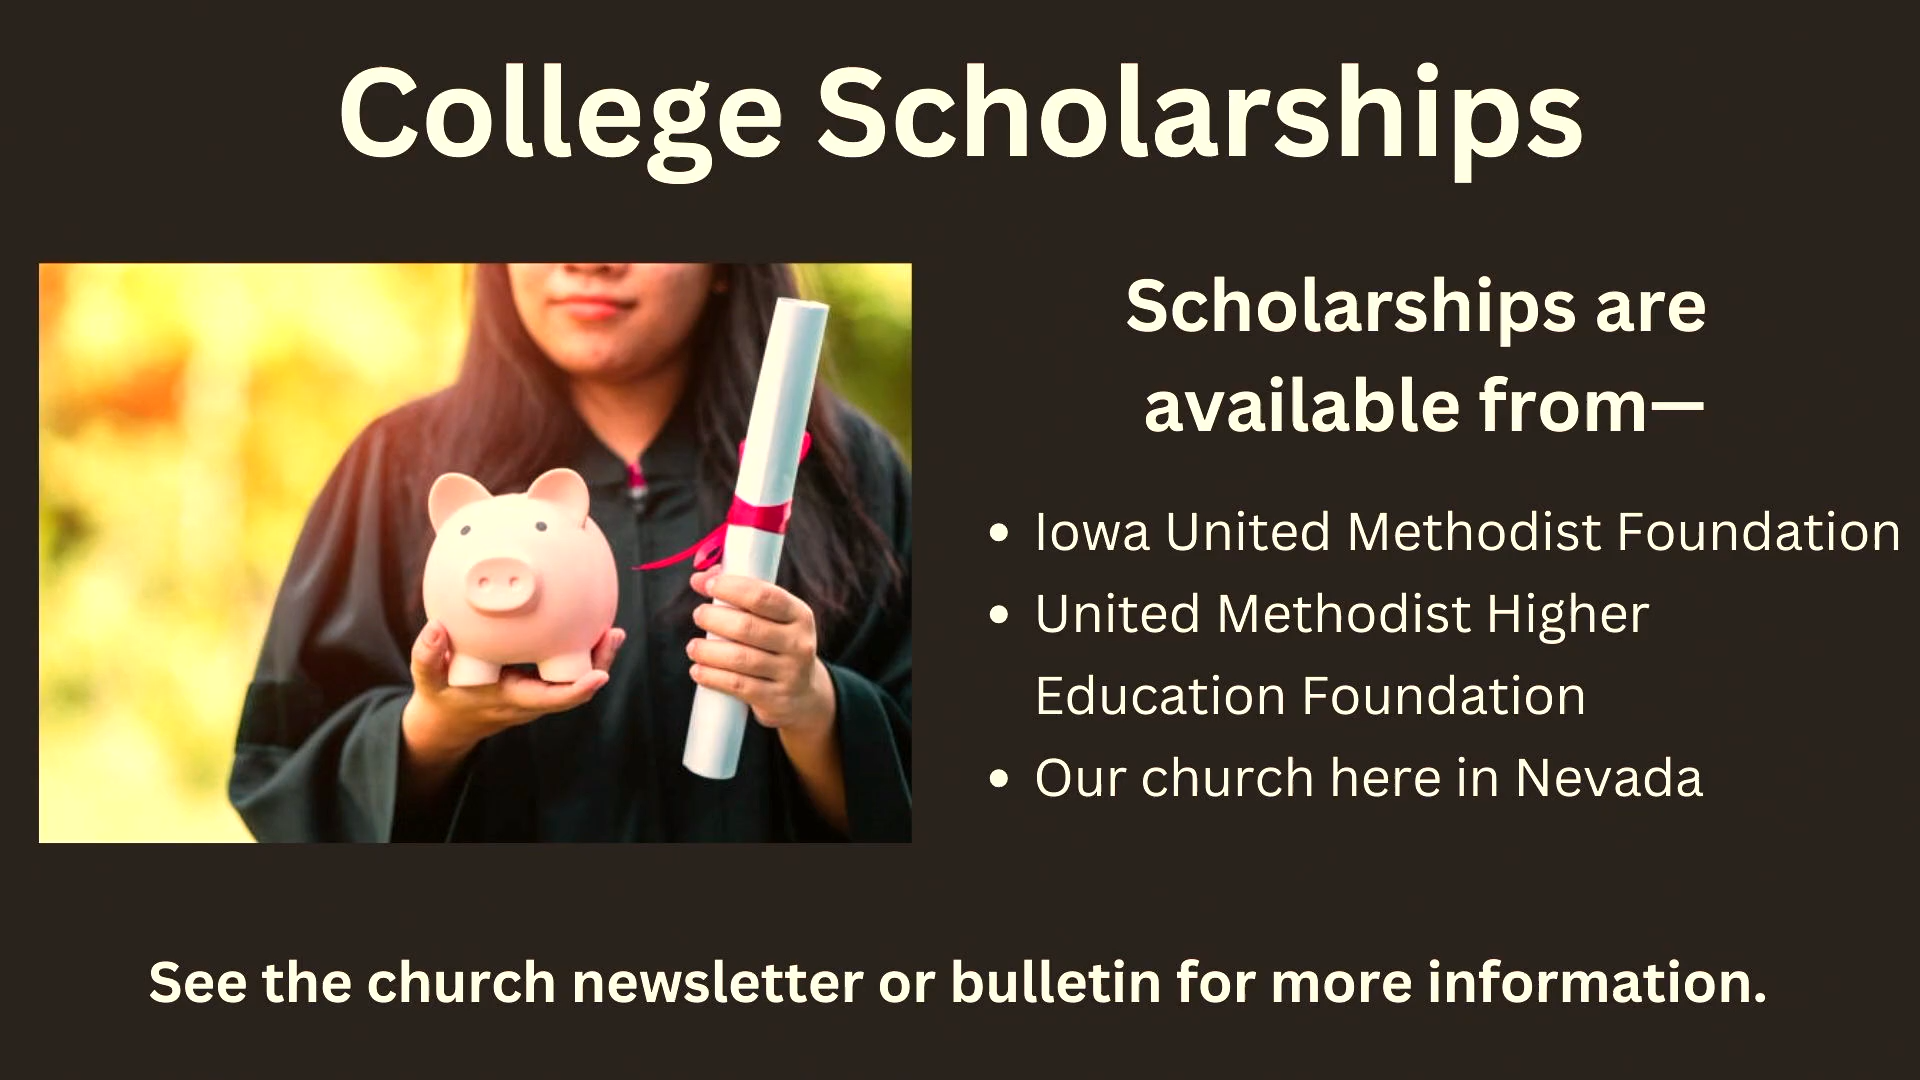 College Scholarships
Scholarships are
available from—
• Iowa United Methodist Foundation
• United Methodist Higher
Education Foundation
• Our church here in Nevada
See the church newsletter or bulletin for more information.